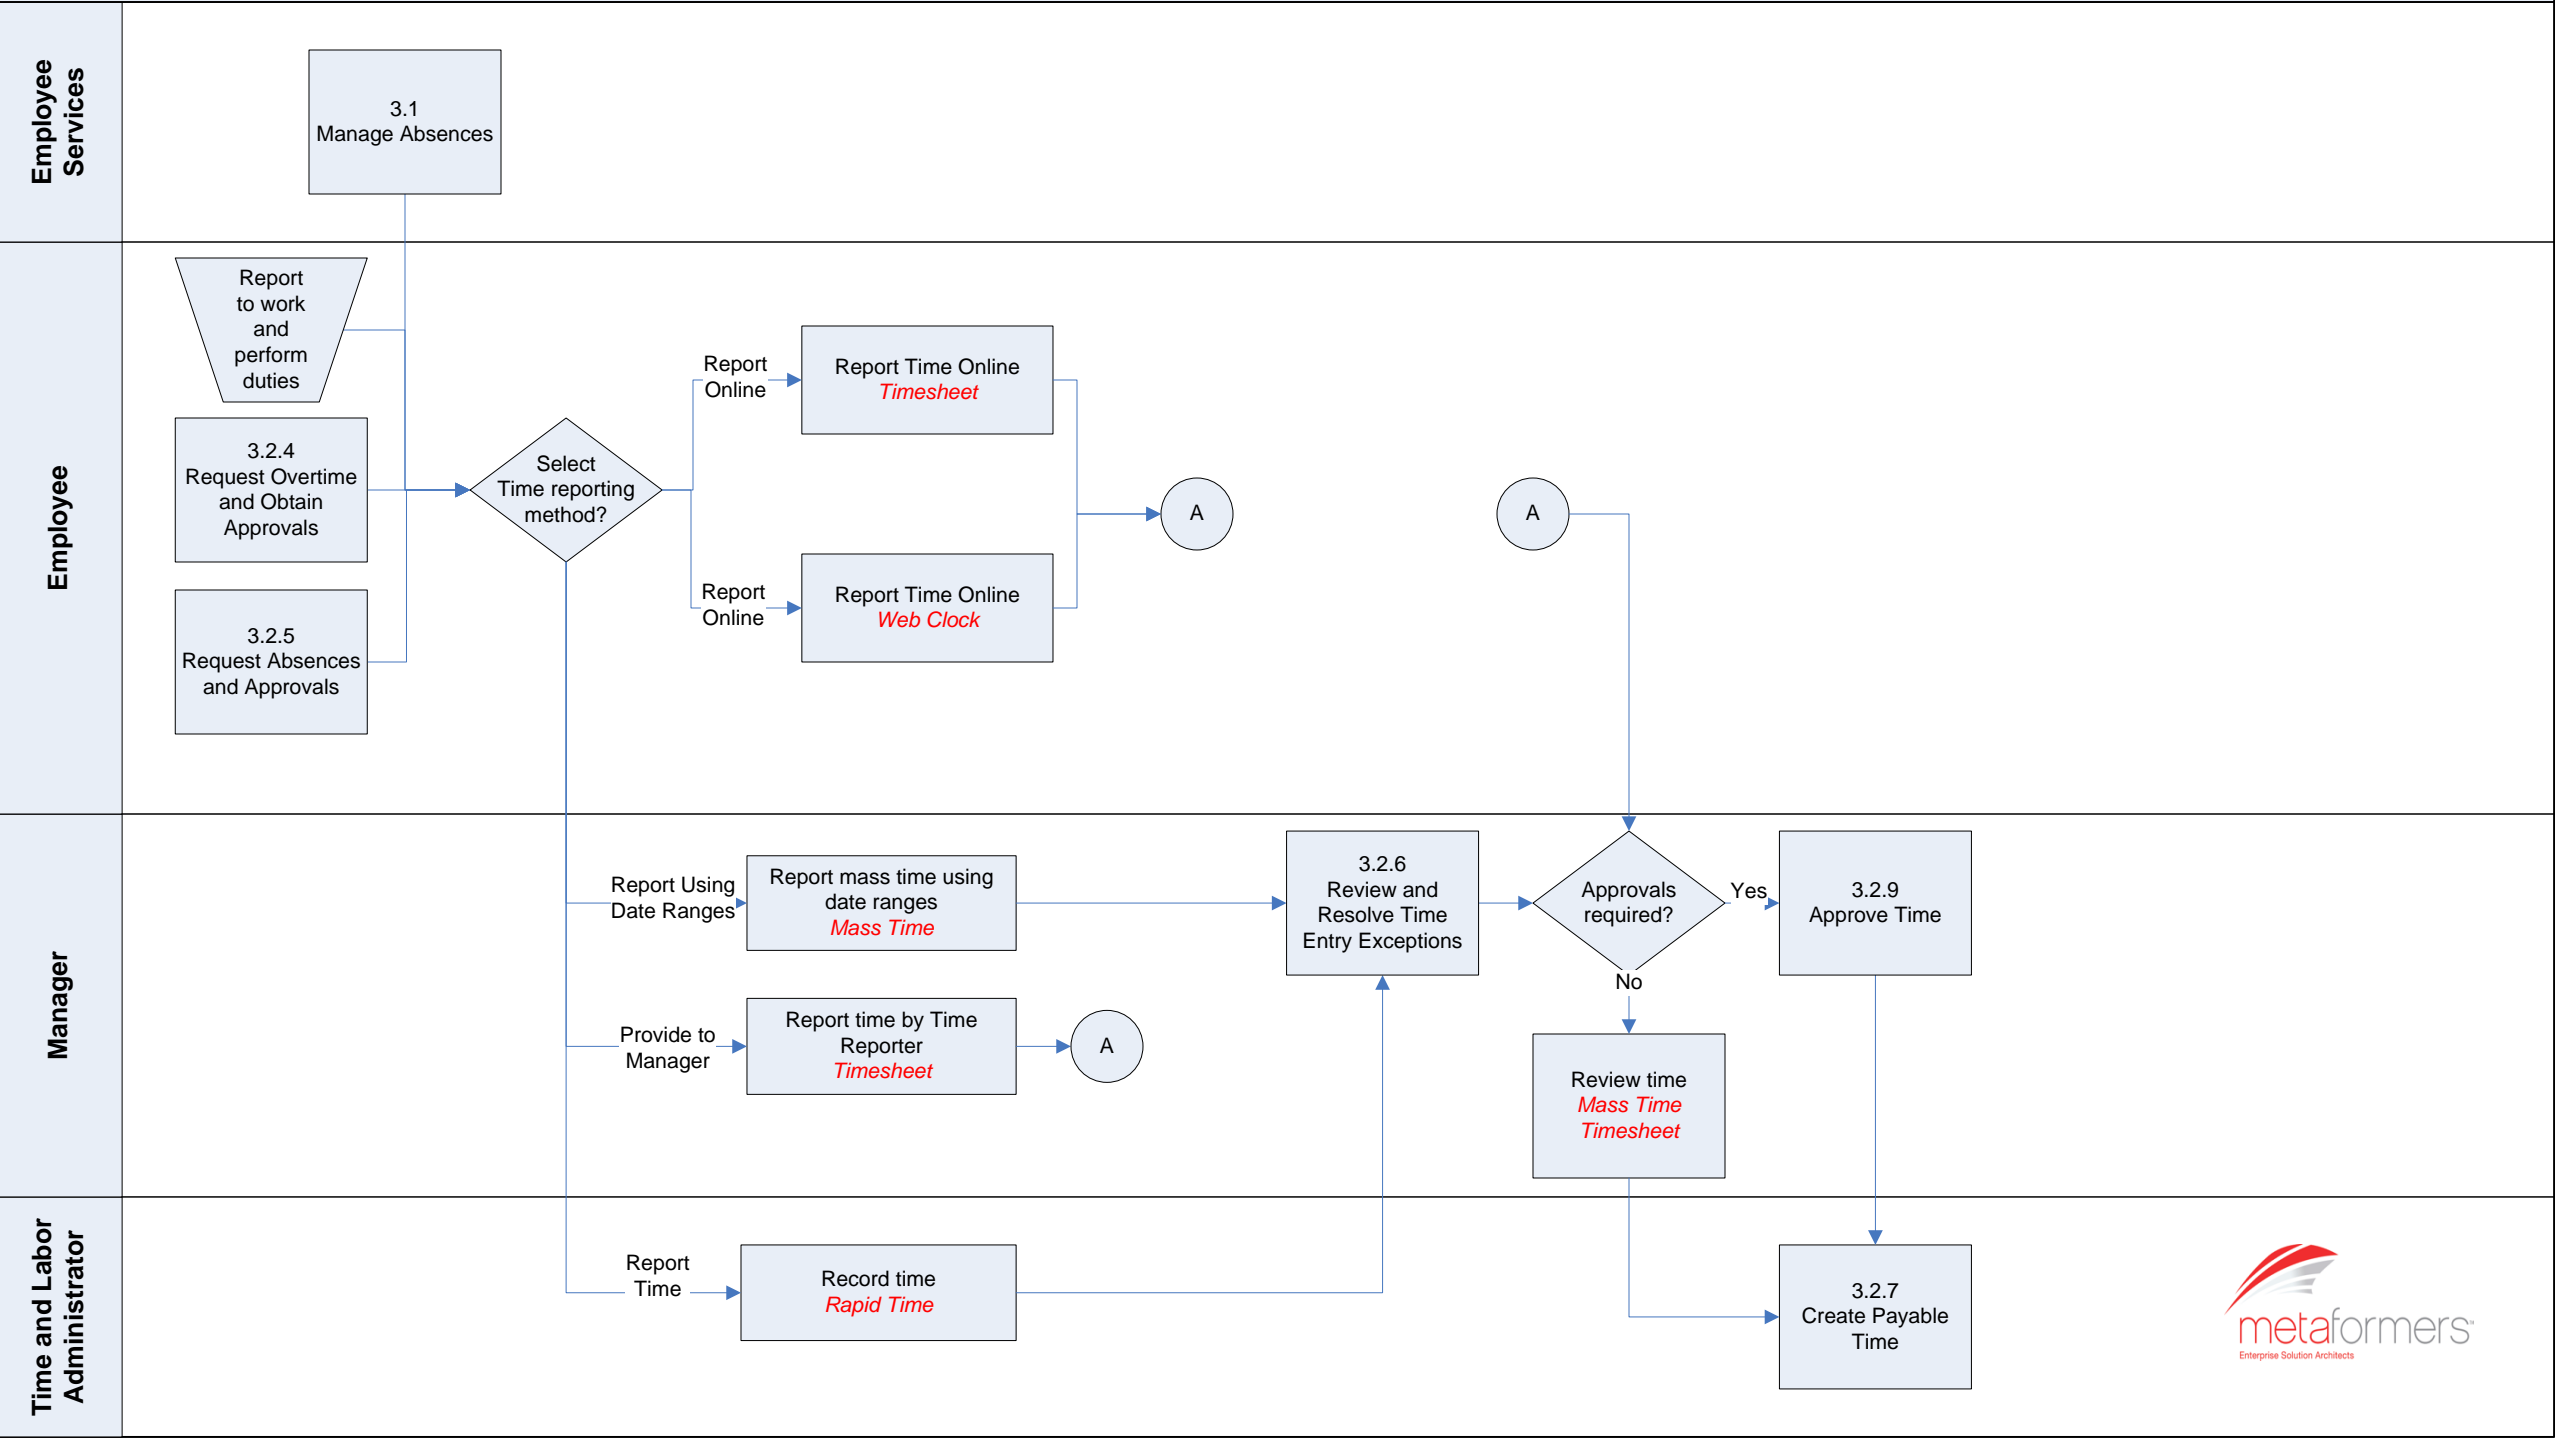 Employee
Services
3.1
Manage Absences
Employee
Report
to work
and
perform
duties
3.2.4
Request Overtime
and Obtain
Approvals
3.2.5
Request Absences
and Approvals
Select
Time reporting
method?
Report
Online
Report Time Online
Timesheet
Report
Online
Report Time Online
Web Clock
A
A
Manager
Report Using
Date Ranges
Report mass time using
date ranges
Mass Time
Provide to
Manager
Report time by Time
Reporter
Timesheet
A
3.2.6
Review and
Resolve Time
Entry Exceptions
Approvals
required?
Yes
3.2.9
Approve Time
No
Review time
Mass Time
Timesheet
Time and Labor
Administrator
Report
Time
Record time
Rapid Time
3.2.7
Create Payable
Time
metaformers™
Enterprise Solution Architects